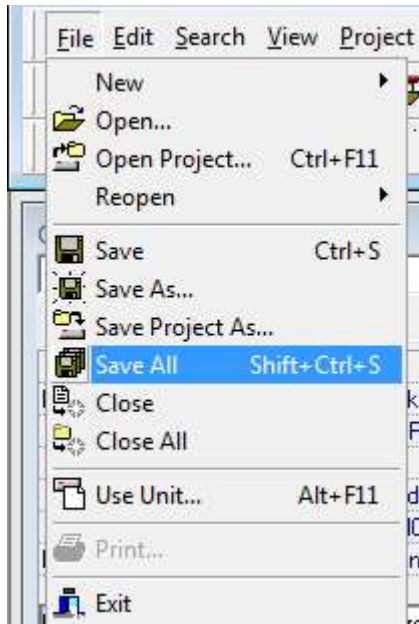 File Edit Search View Project
New
Open...
Open Project... Ctrl+F11
Reopen
Save Ctrl+S
Save As...
Save Project As...
Save All Shift+Ctrl+S
Close
Close All
Use Unit... Alt+F11
Print...
Exit